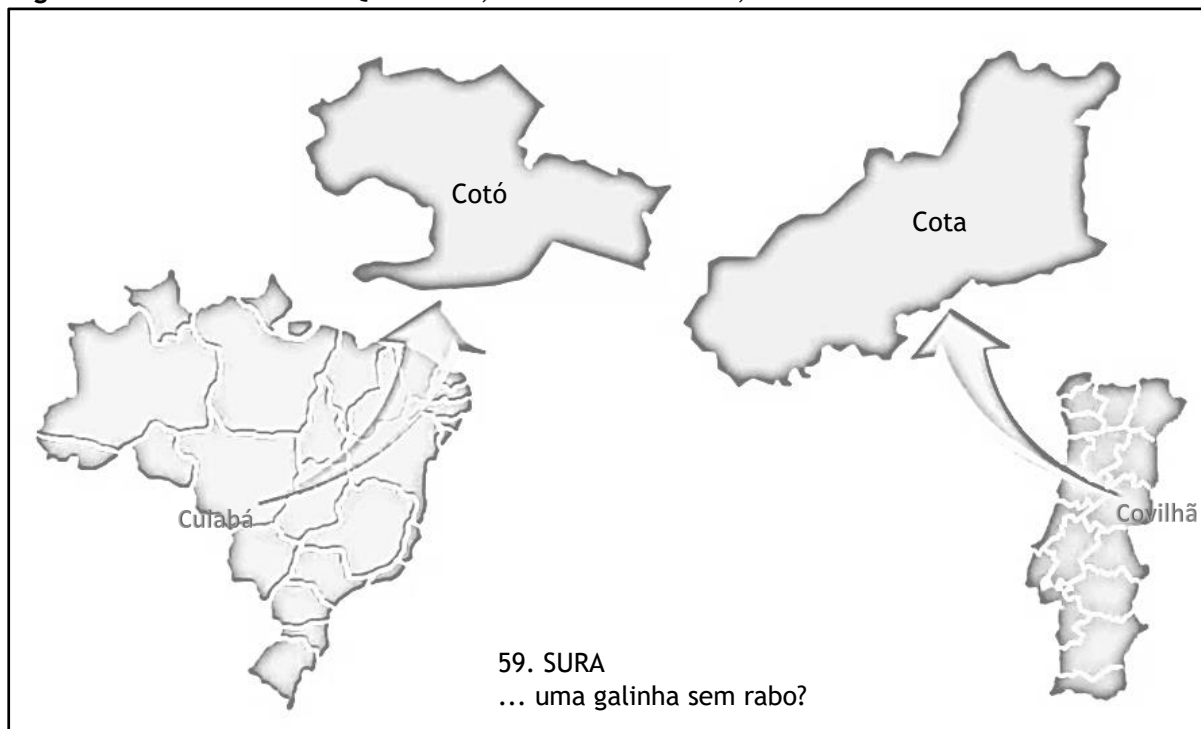 Cotó
Cota
Cuiabá
Covilhã
59. SURA
... uma galinha sem rabo?